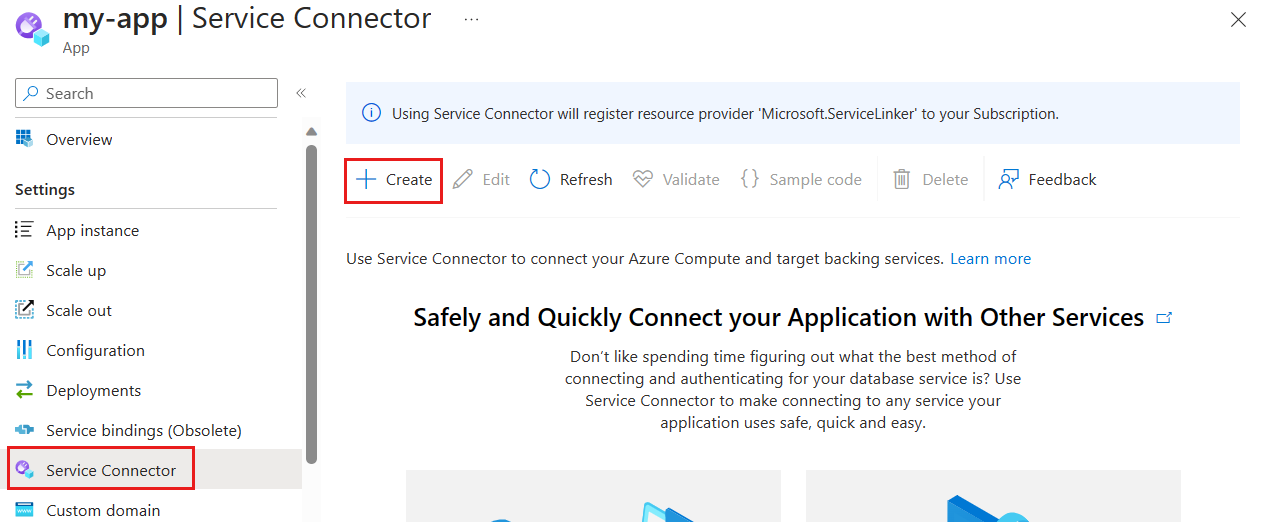 my-app | Service Connector ...
App
Search
«
Overview
Settings
App instance
Scale up
Scale out
Configuration
Deployments
Service bindings (Obsolete)
Service Connector
Custom domain
Using Service Connector will register resource provider 'Microsoft.ServiceLinker' to your Subscription.
Create Edit Refresh Validate {} Sample code Delete Feedback
Use Service Connector to connect your Azure Compute and target backing services. Learn more
Safely and Quickly Connect your Application with Other Services
Don’t like spending time figuring out what the best method of
connecting and authenticating for your database service is? Use
Service Connector to make connecting to any service your
application uses safe, quick and easy.